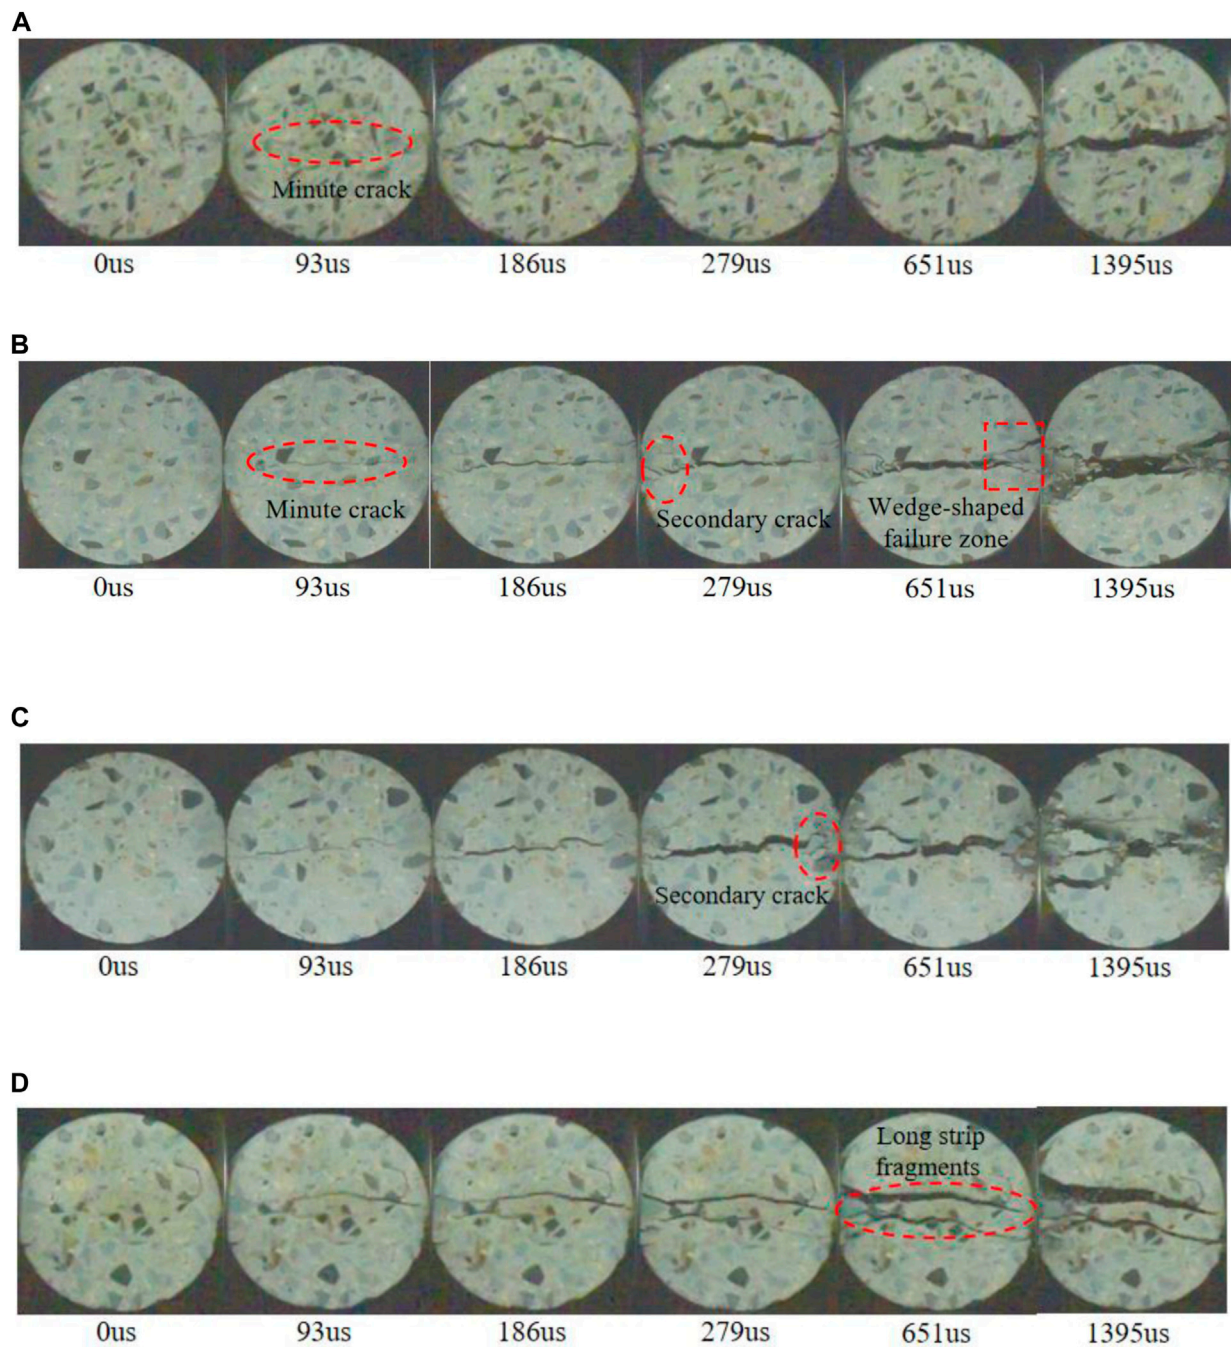 A
Minute crack
0us 93us 186us 279us 651us 1395us
B
Minute crack
Secondary crack
Wedge-shaped
failure zone
0us 93us 186us 279us 651us 1395us
C
Secondary crack
0us 93us 186us 279us 651us 1395us
D
Long strip
fragments
0us 93us 186us 279us 651us 1395us